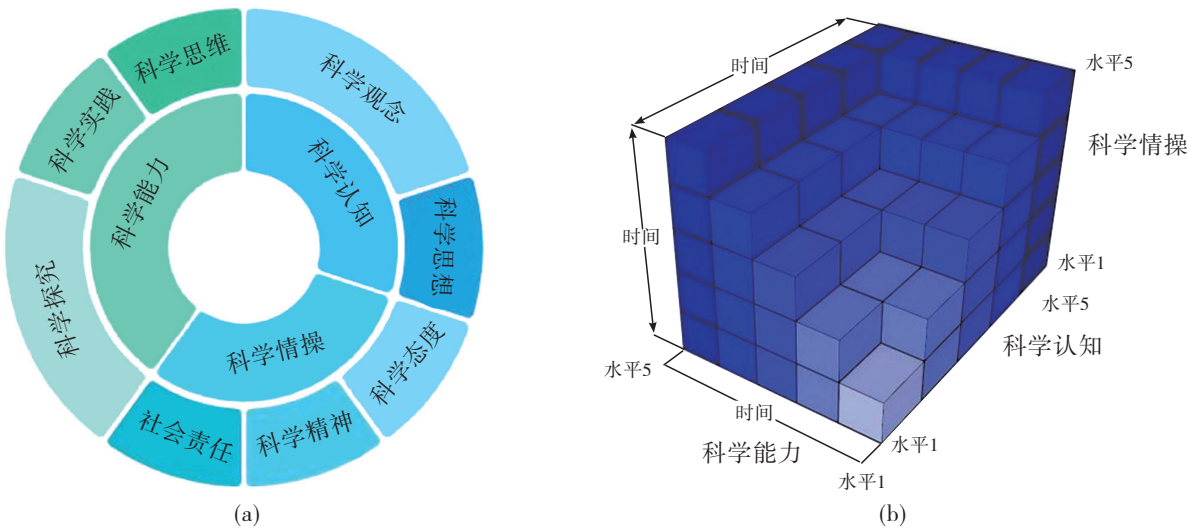 科学思维
科学观念
科学实践
科学能力
科学认知
科学思想
科学探究
科学情操
科学态度
社会责任
科学精神
(a)
时间
水平5
科学情操
时间
水平1
水平5
科学认知
水平5
时间
科学能力
水平1
水平1
(b)